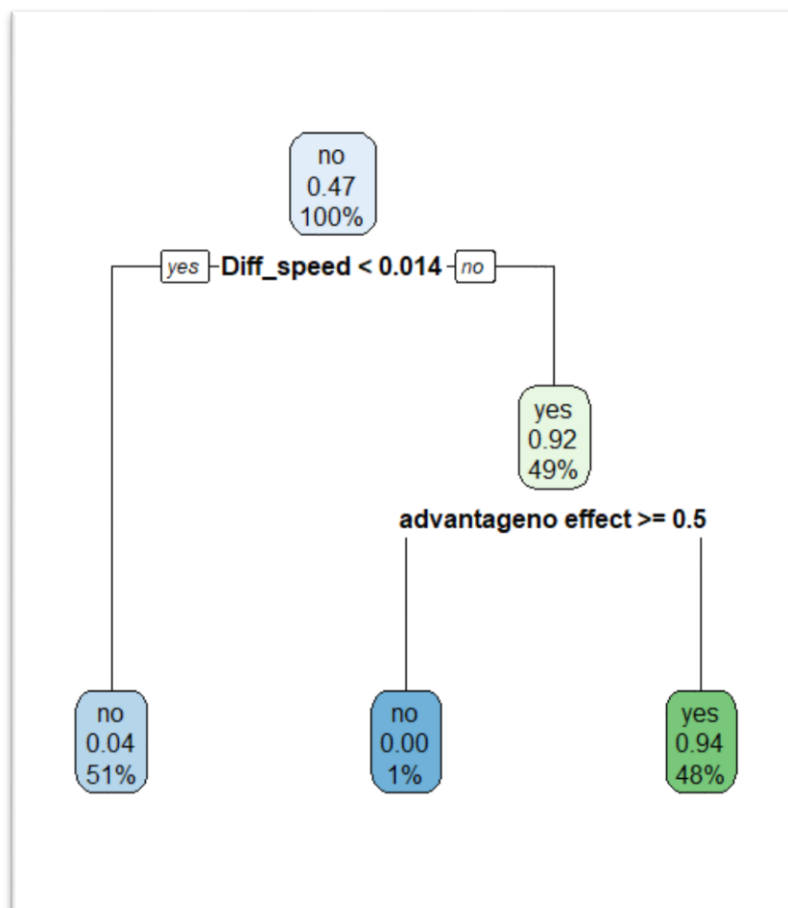 no
0.47
100%
yes Diff_speed < 0.014 no
yes
0.92
49%
advantageno effect >= 0.5
no
0.04
51%
no
0.00
1%
yes
0.94
48%